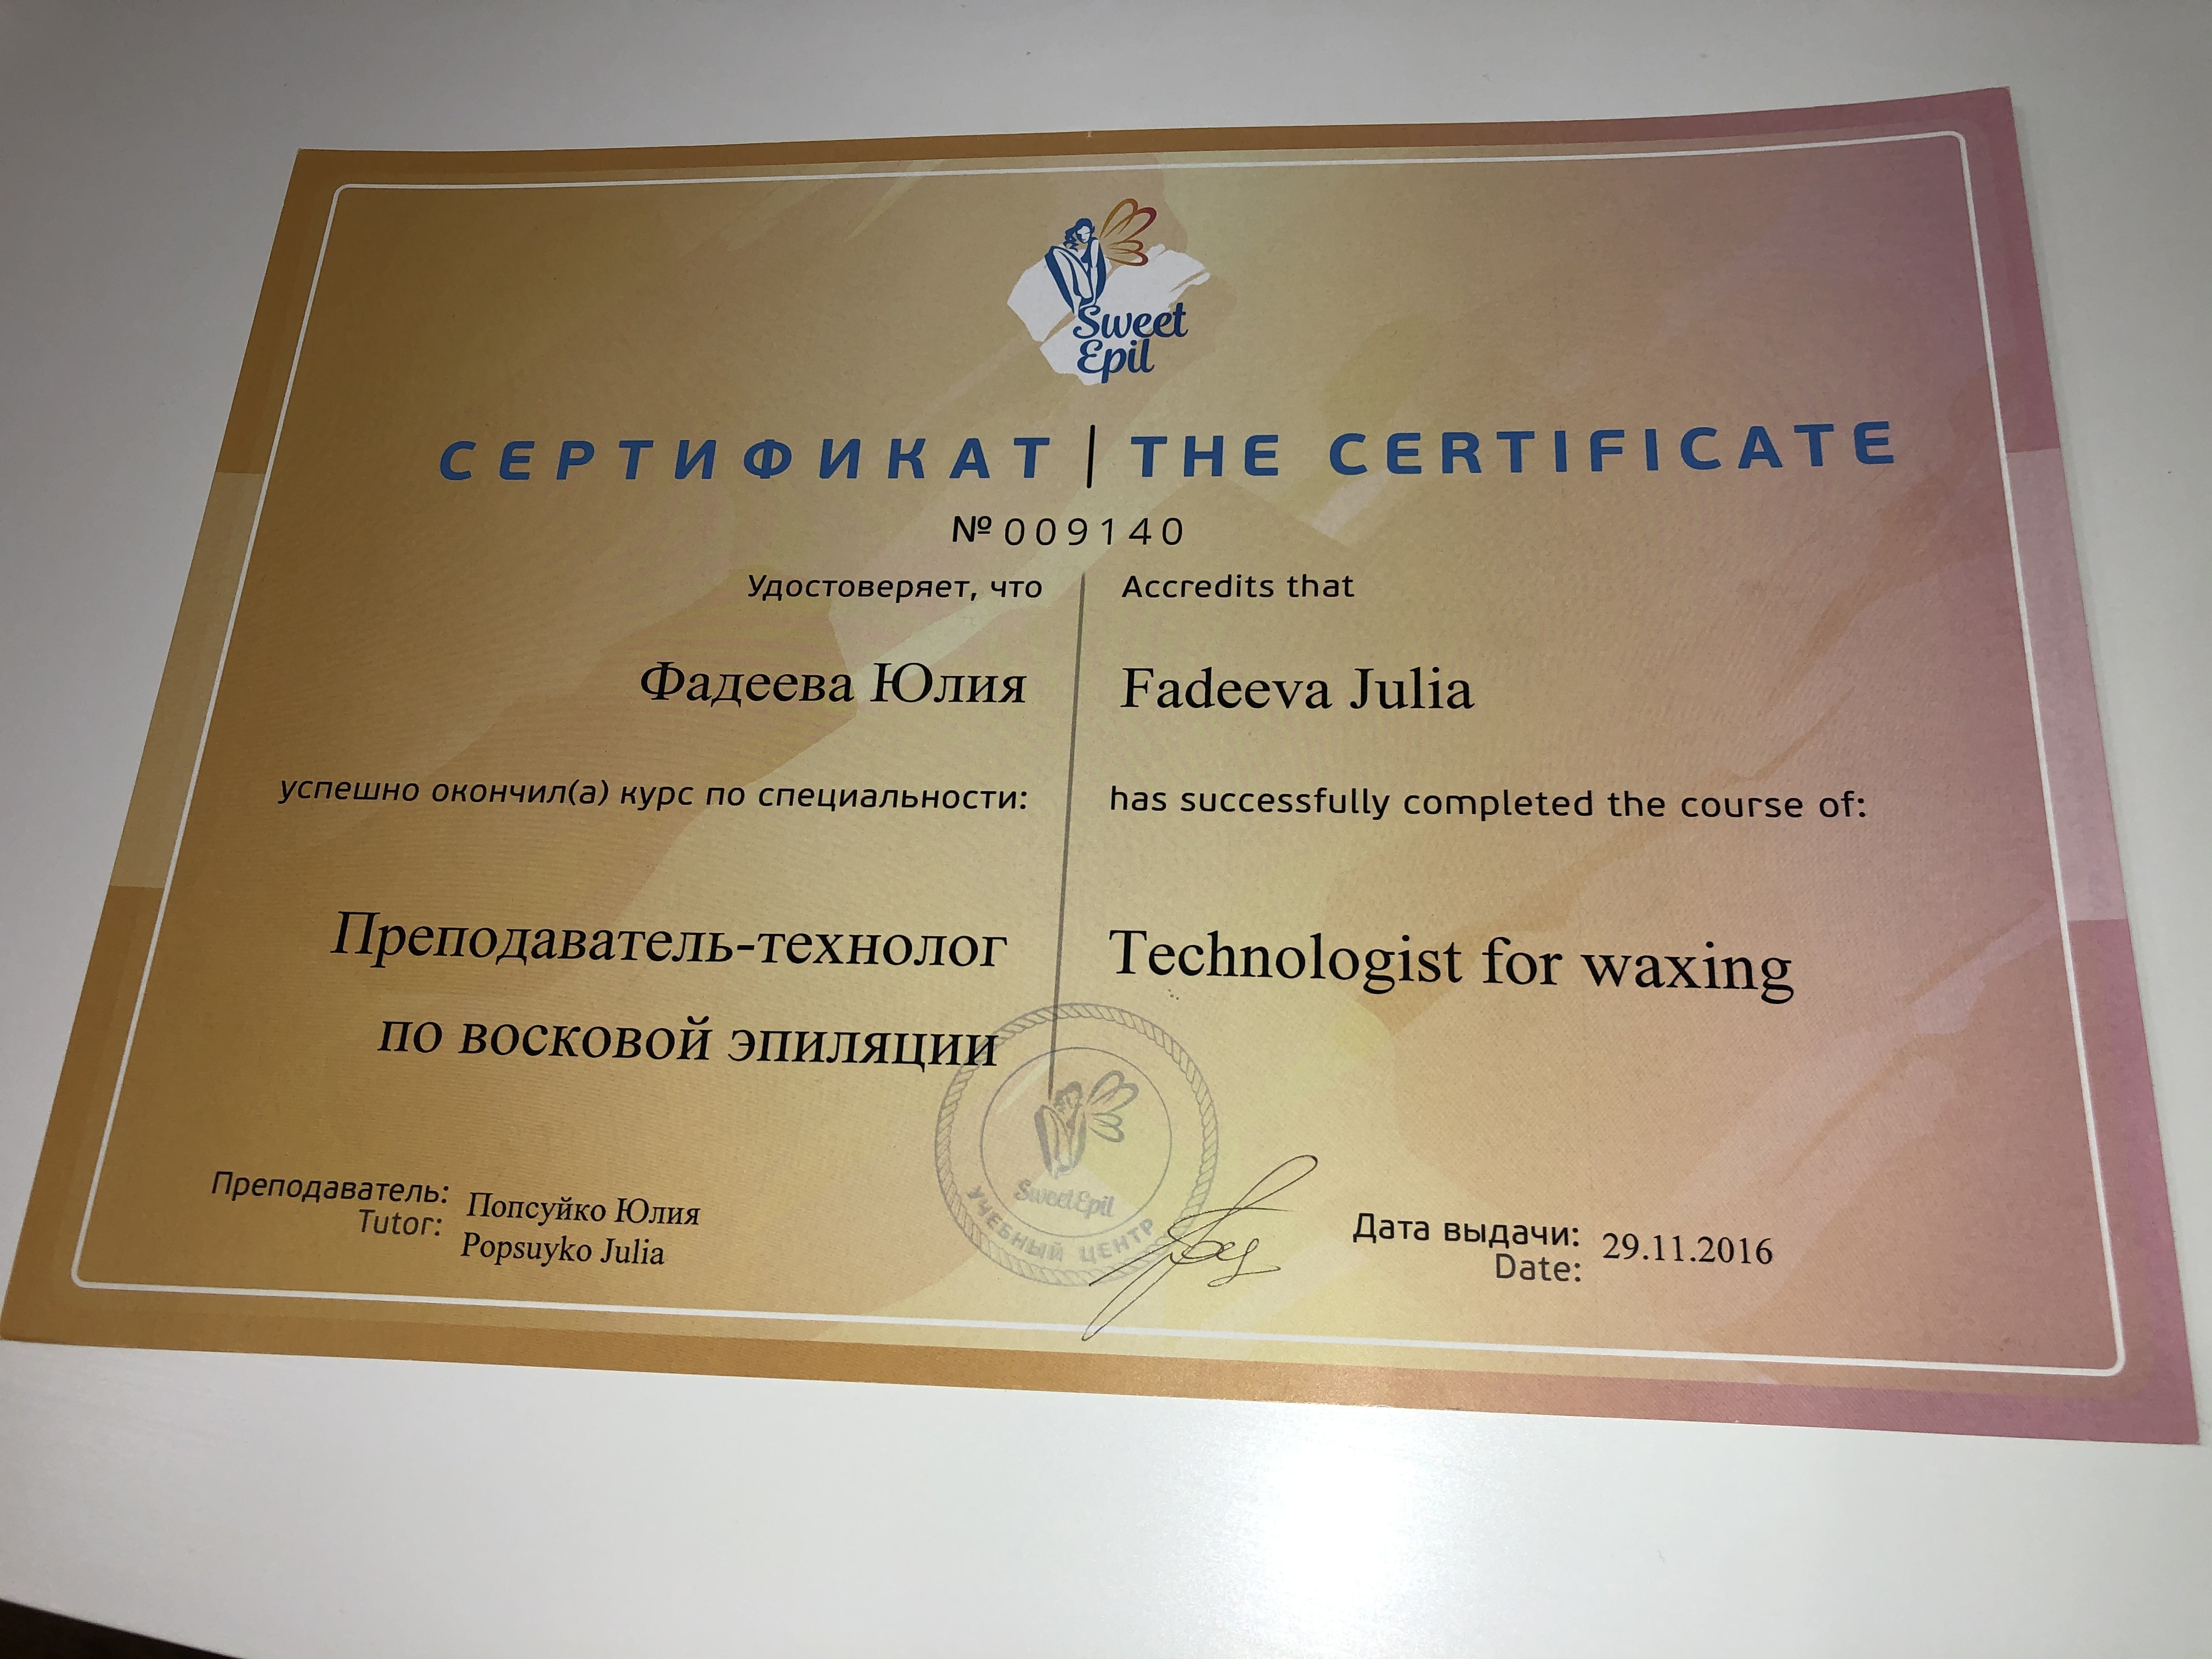 Sweet
Epil
СЕРТИФИКАТ | THE CERTIFICATE
№ 009140
Удостоверяет, что
Фадеева Юлия
успешно окончил(а) курс по специальности:
Преподаватель-технолог
по восковой эпиляции
Accredits that
Fadeeva Julia
has successfully completed the course of:
Technologist for waxing
Преподаватель: Попсуйко Юлия
Tutor: Popsuyko Julia
Sweet Epil
УЧЕБНЫЙ ЦЕНТР
Дата выдачи: 29.11.2016
Date: